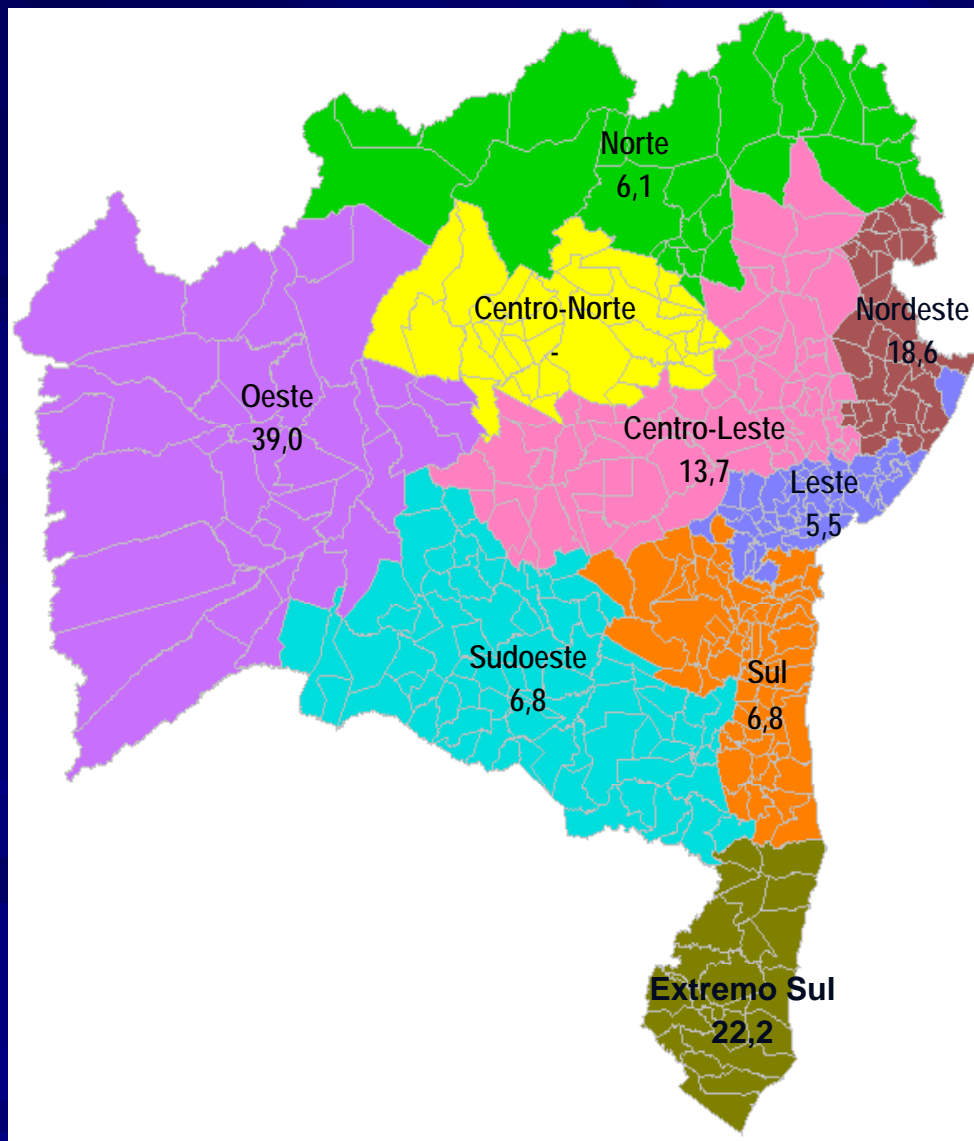 Norte
6,1
Centro-Norte
-
Nordeste
18,6
Oeste
39,0
Centro-Leste
13,7
Leste
5,5
Sudoeste
6,8
Sul
6,8
Extremo Sul
22,2